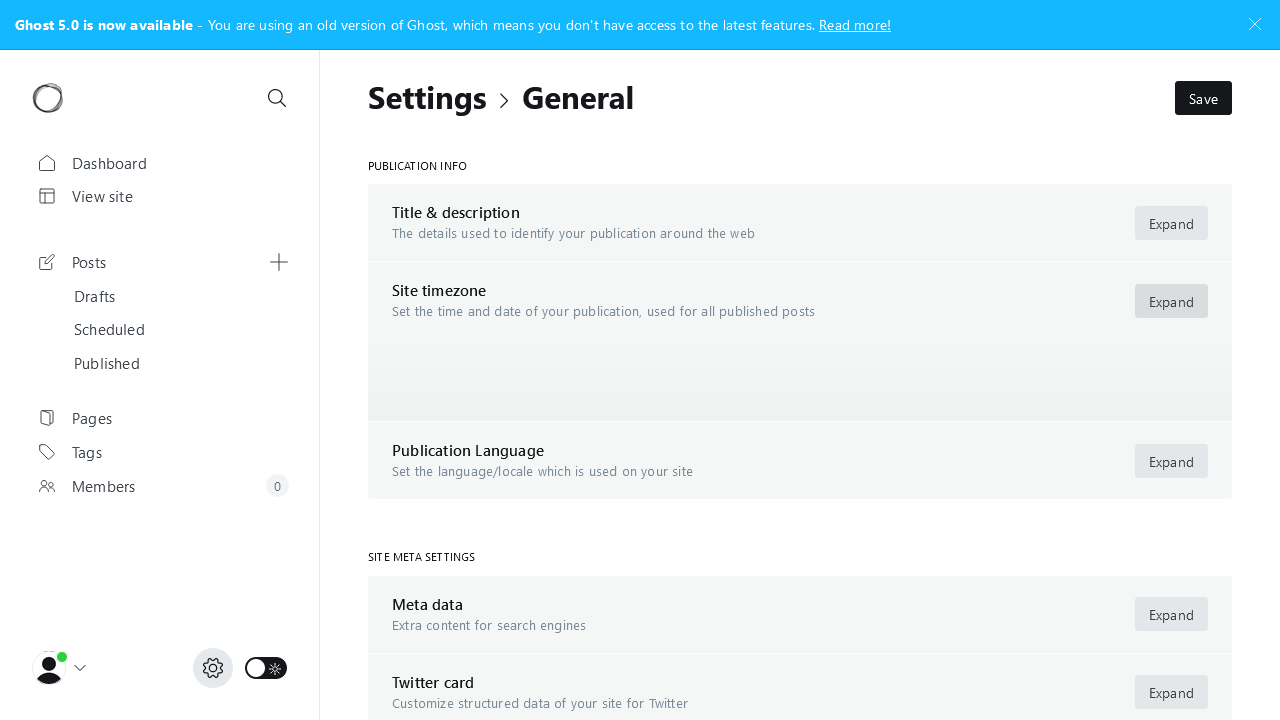 Ghost 5.0 is now available - You are using an old version of Ghost, which means you don't have access to the latest features. Read more!
Settings > General
Save
Dashboard
View site
Posts
Drafts
Scheduled
Published
Pages
Tags
Members
0
PUBLICATION INFO
Title & description
The details used to identify your publication around the web
Expand
Site timezone
Set the time and date of your publication, used for all published posts
Expand
Publication Language
Set the language/locale which is used on your site
Expand
SITE META SETTINGS
Meta data
Extra content for search engines
Expand
Twitter card
Customize structured data of your site for Twitter
Expand